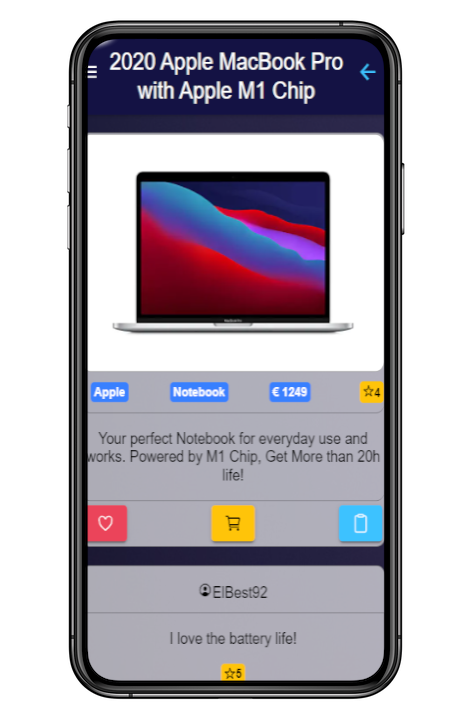 2020 Apple MacBook Pro
with Apple M1 Chip
Apple
Notebook
€ 1249
4
Your perfect Notebook for everyday use and
works. Powered by M1 Chip, Get More than 20h
life!
ElBest92
I love the battery life!
5